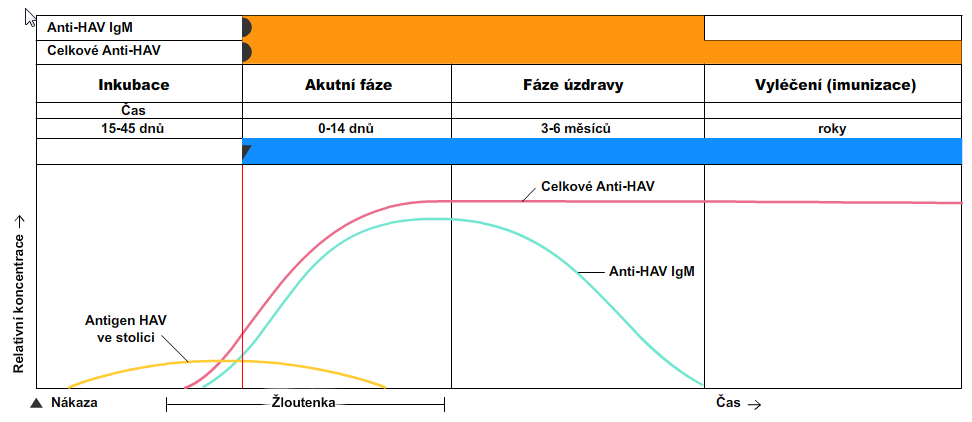 Anti-HAV IgM
Celkové Anti-HAV
Inkubace
Akutní fáze
Fáze úzdravy
Vyléčení (imunizace)
Čas
15-45 dnů
0-14 dnů
3-6 měsíců
roky
Celkové Anti-HAV
Anti-HAV IgM
Antigen HAV
ve stolici
Relativní koncentrace →
Nákaza
Žloutenka
Čas →